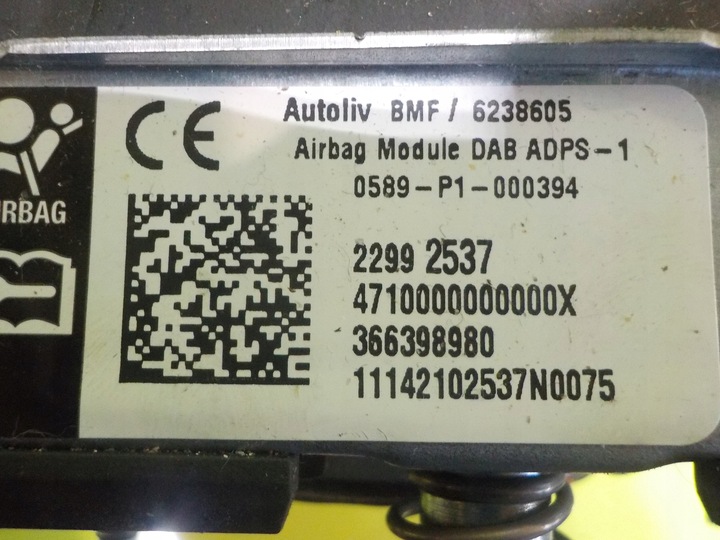 CE
Autoliv BMF / 6238605
Airbag Module DAB ADPS-1
0589-P1-000394
2299 2537
4710000000000X
366398980
11142102537N0075
IRBAG